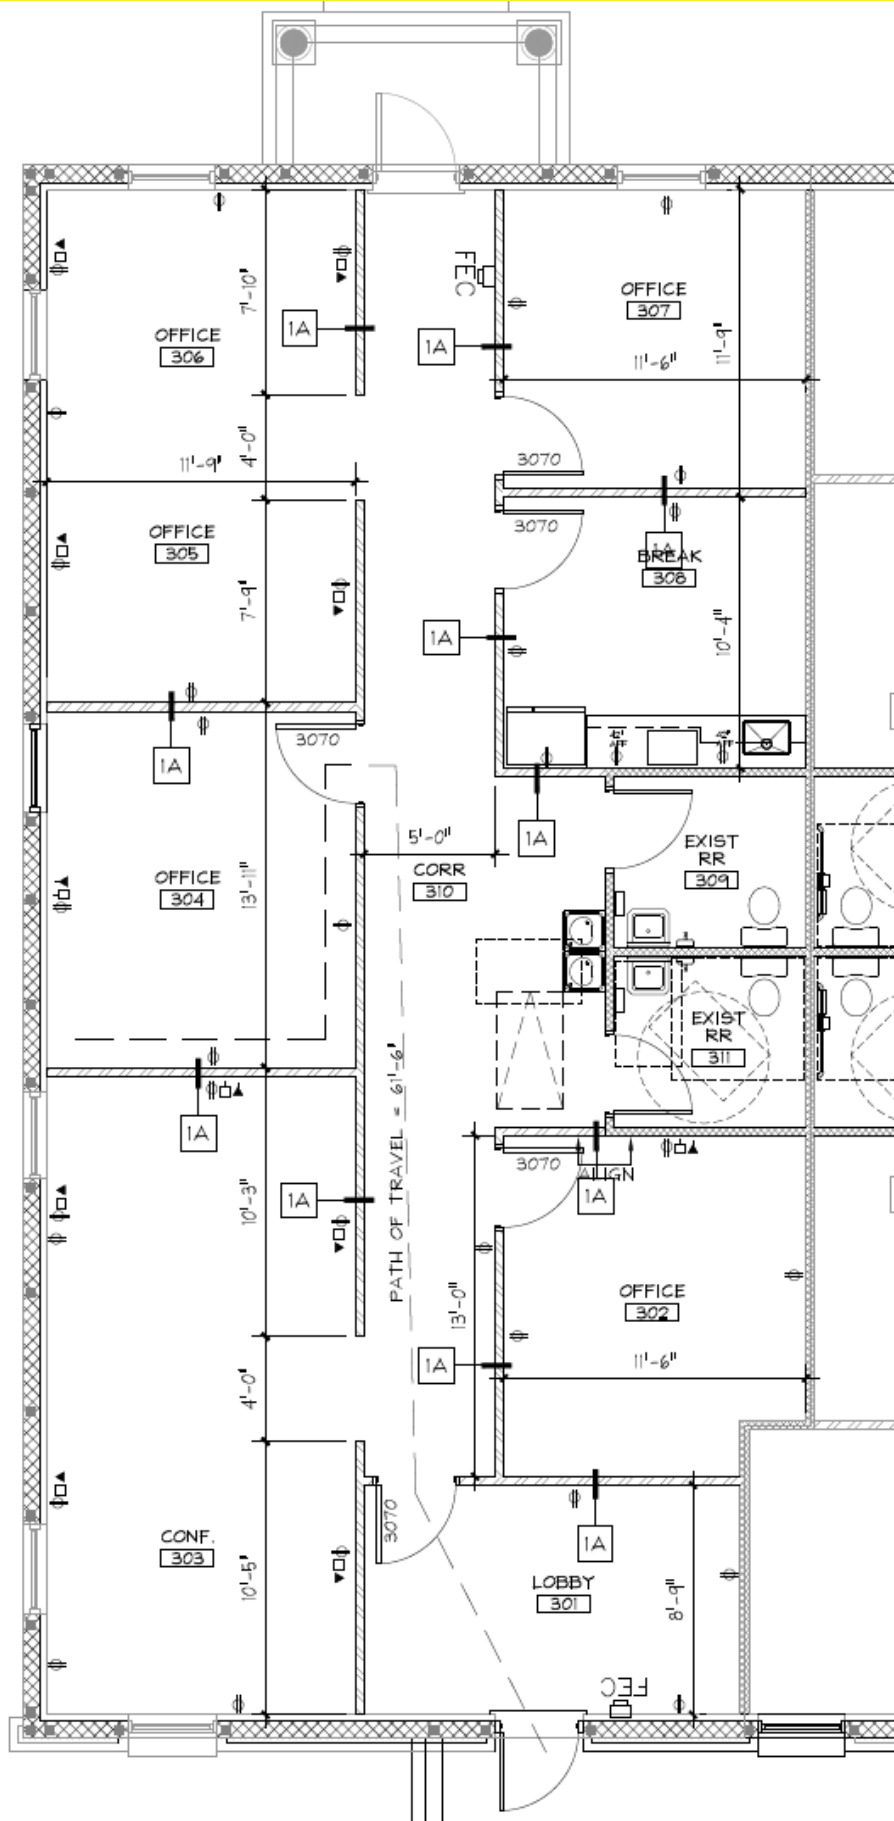 7'-10"
FEC
OFFICE
307
1A
OFFICE
306
1A
11'-9"
11'-6"
11'-9"
4'-0"
3070
OFFICE
305
3070
1A
BREAK
308
7'-9"
1A
10'-4"
3070
1A
5'-0"
1A
EXIST
RR
309
CORR
310
OFFICE
304
13'-11"
EXIST
RR
311
PATH OF TRAVEL = 61'-6"
1A
3070
ALIGN
1A
10'-3"
1A
13'-0"
OFFICE
302
1A
11'-6"
4'-0"
3070
1A
CONF.
303
10'-5"
LOBBY
301
8'-9"
FEC